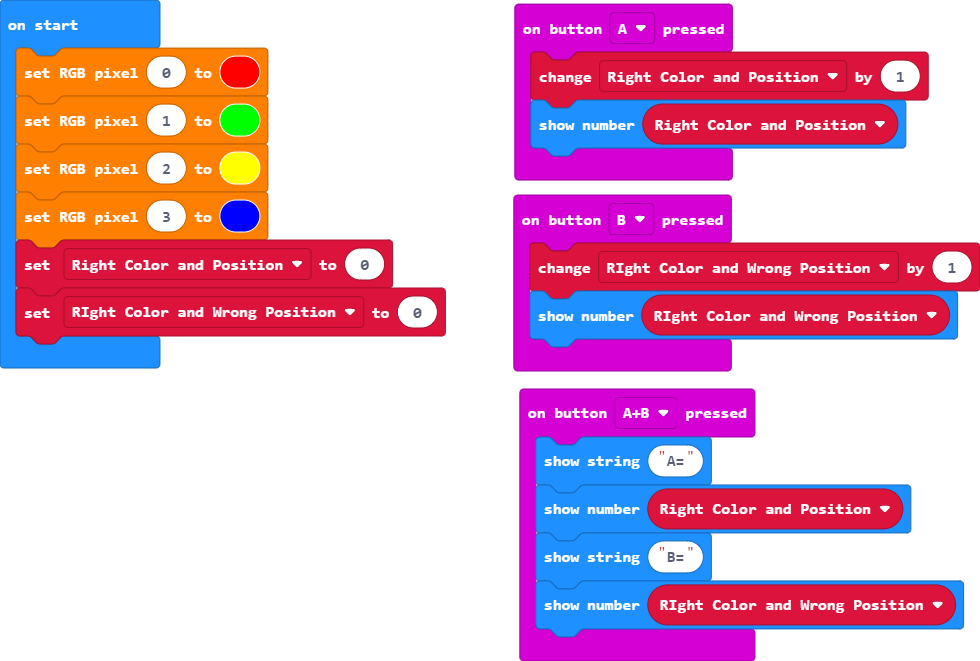 on start
set RGB pixel 0 to
set RGB pixel 1 to
set RGB pixel 2 to
set RGB pixel 3 to
set Right Color and Position to 0
set RIght Color and Wrong Position to 0
on button A pressed
change Right Color and Position by 1
show number Right Color and Position
on button B pressed
change RIght Color and Wrong Position by 1
show number RIght Color and Wrong Position
on button A+B pressed
show string "A="
show number Right Color and Position
show string "B="
show number RIght Color and Wrong Position